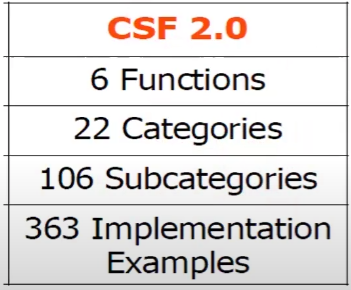 CSF 2.0
6 Functions
22 Categories
106 Subcategories
363 Implementation
Examples